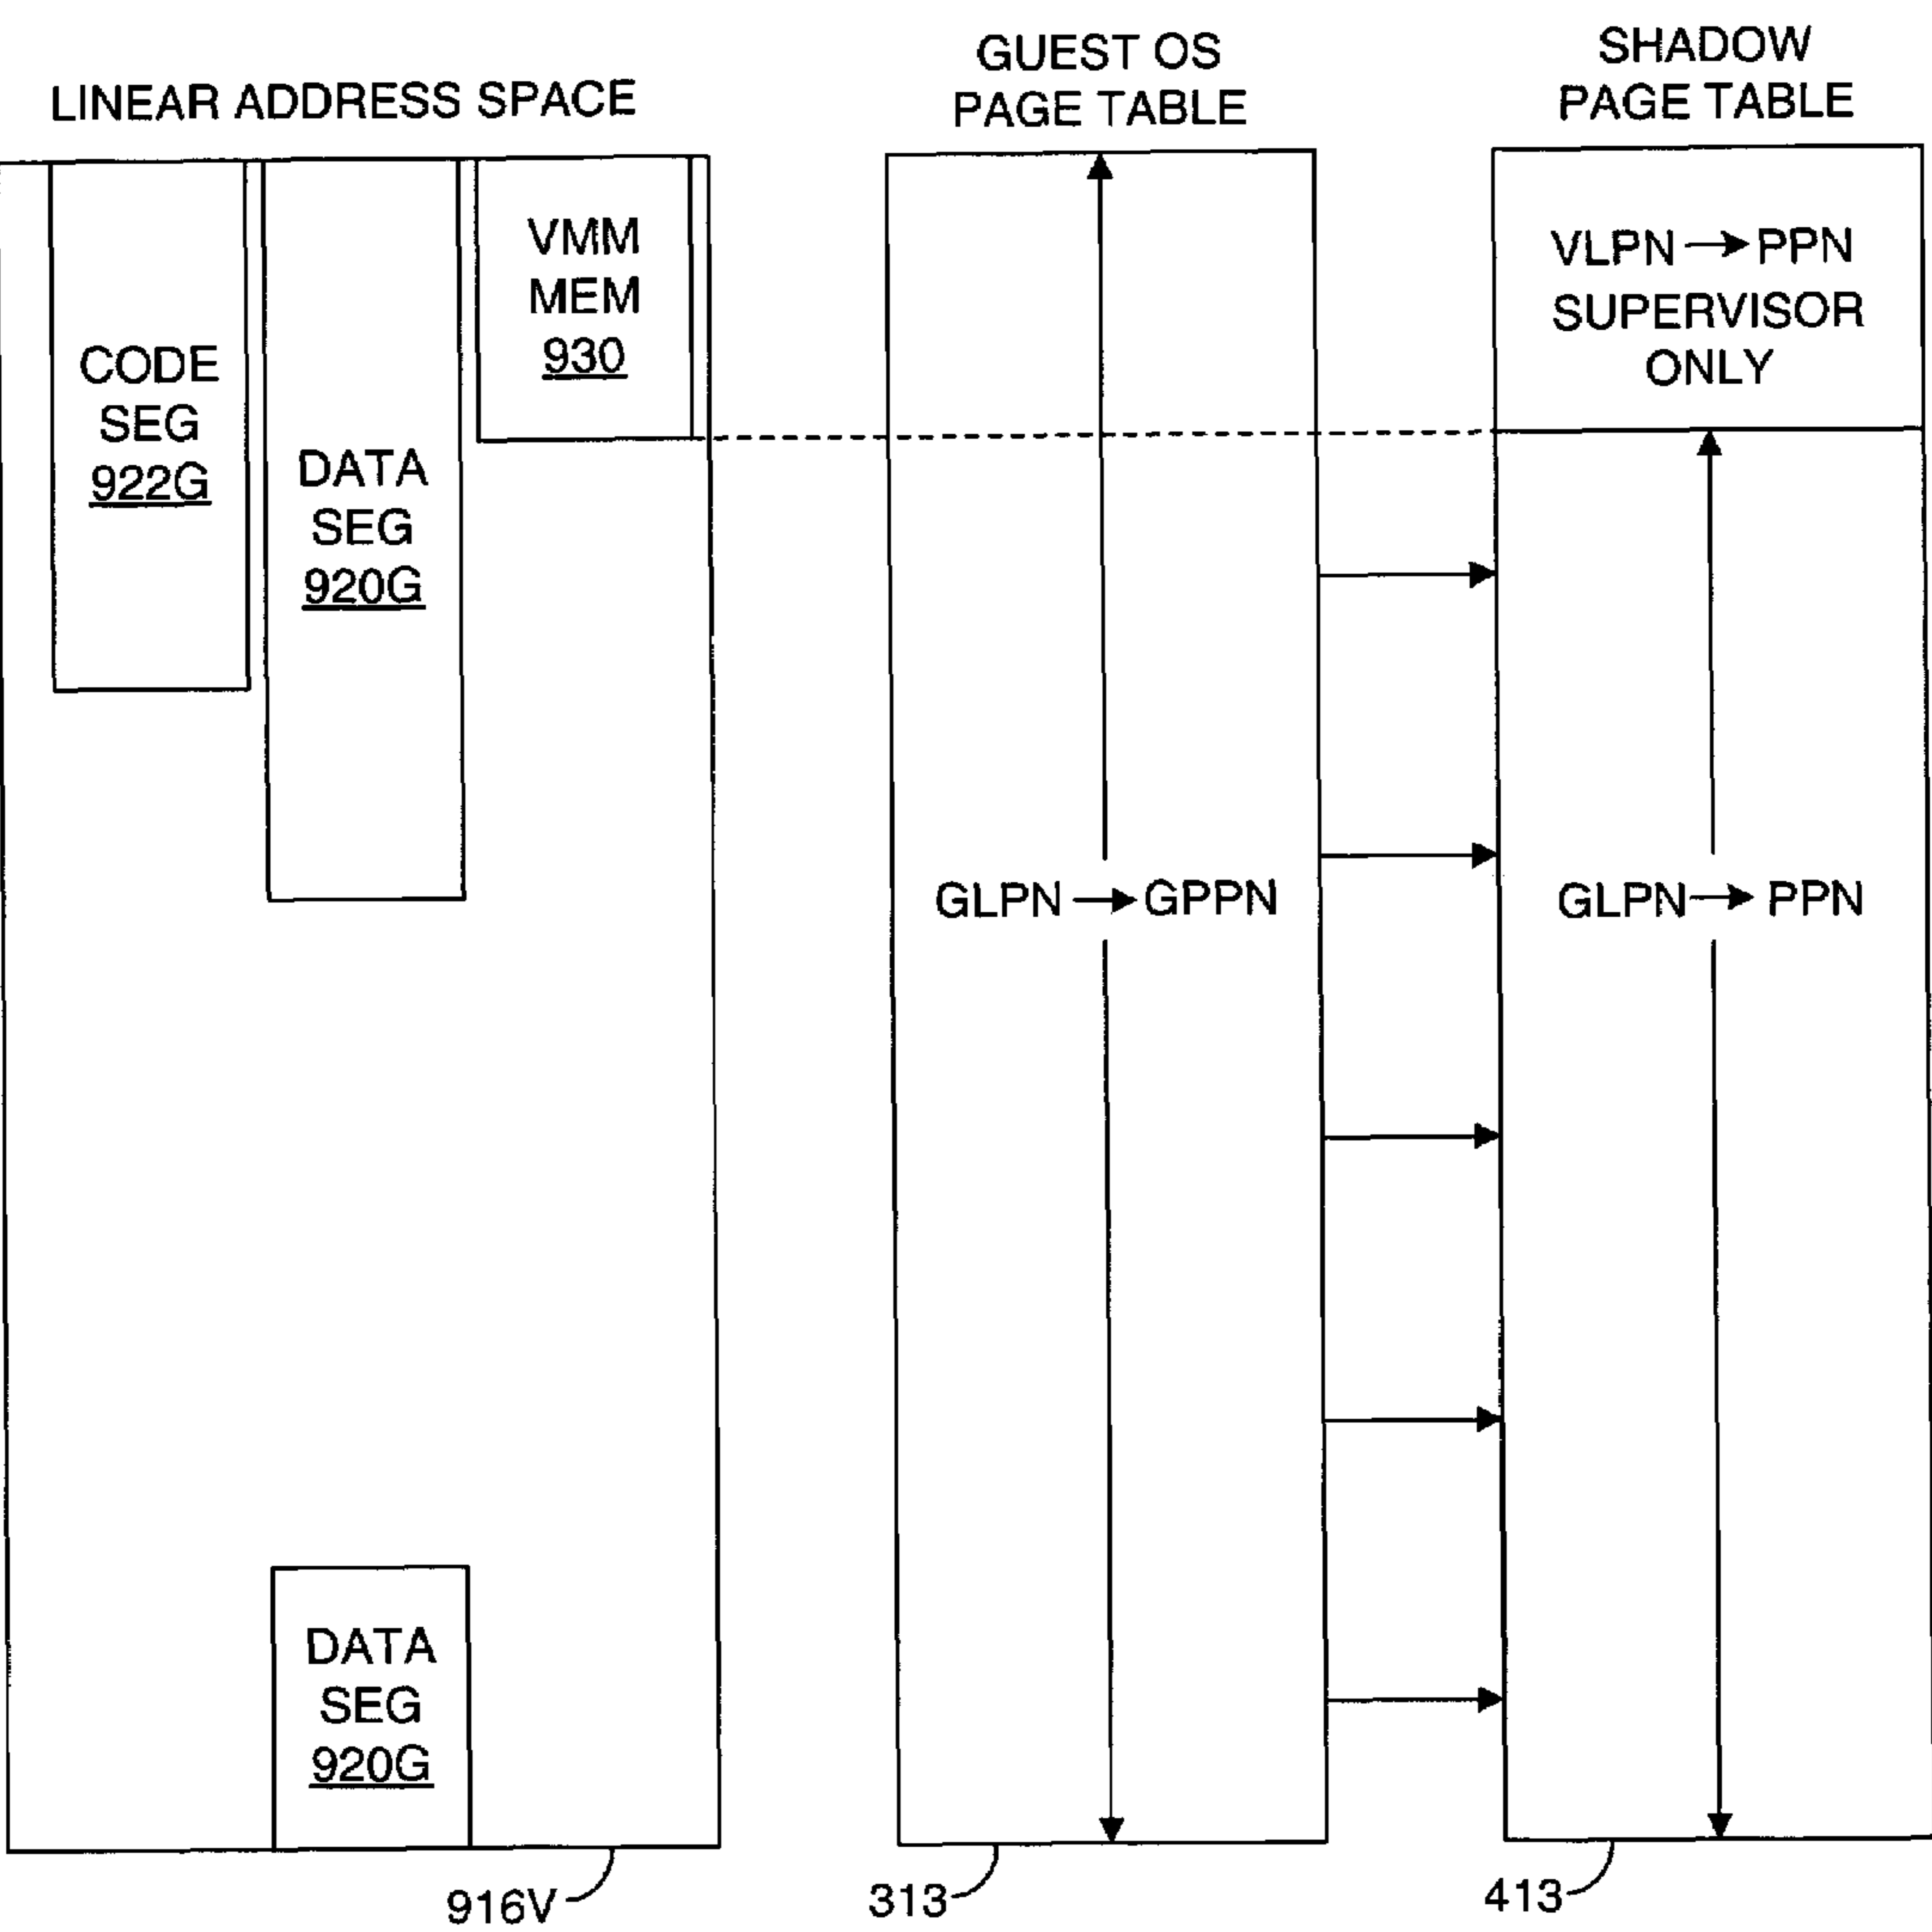 LINEAR ADDRESS SPACE
GUEST OS
PAGE TABLE
SHADOW
PAGE TABLE
CODE
SEG
922G
DATA
SEG
920G
VMM
MEM
930
VLPN → PPN
SUPERVISOR
ONLY
GLPN → GPPN
GLPN → PPN
DATA
SEG
920G
916V
313
413